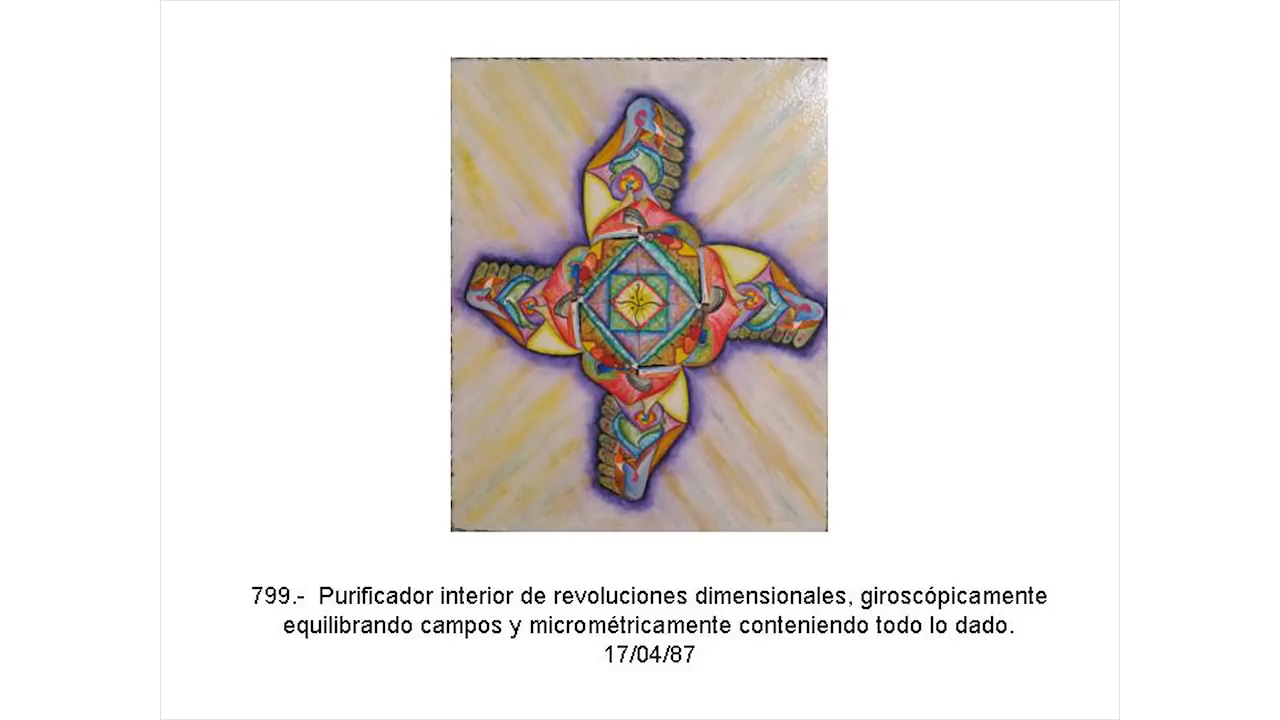 799.- Purificador interior de revoluciones dimensionales, giroscópicamente
equilibrando campos y micrométricamente conteniendo todo lo dado.
17/04/87